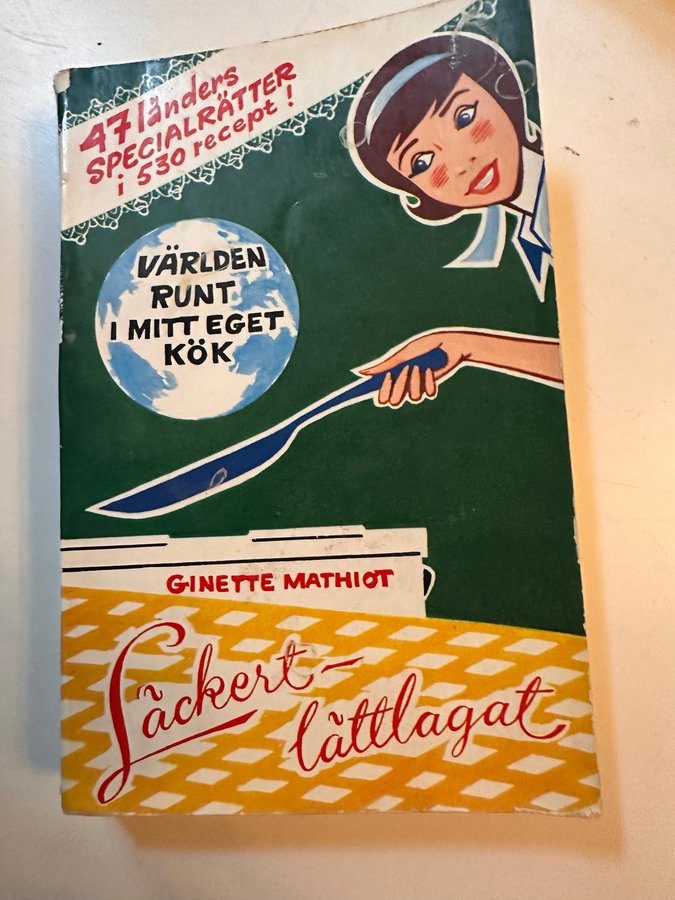 47 länders
SPECIALRÄTTER
i 530 recept!
VÄRLDEN
RUNT
I MITT EGET
KÖK
GINETTE MATHIOT
Läckert-
lättlagat